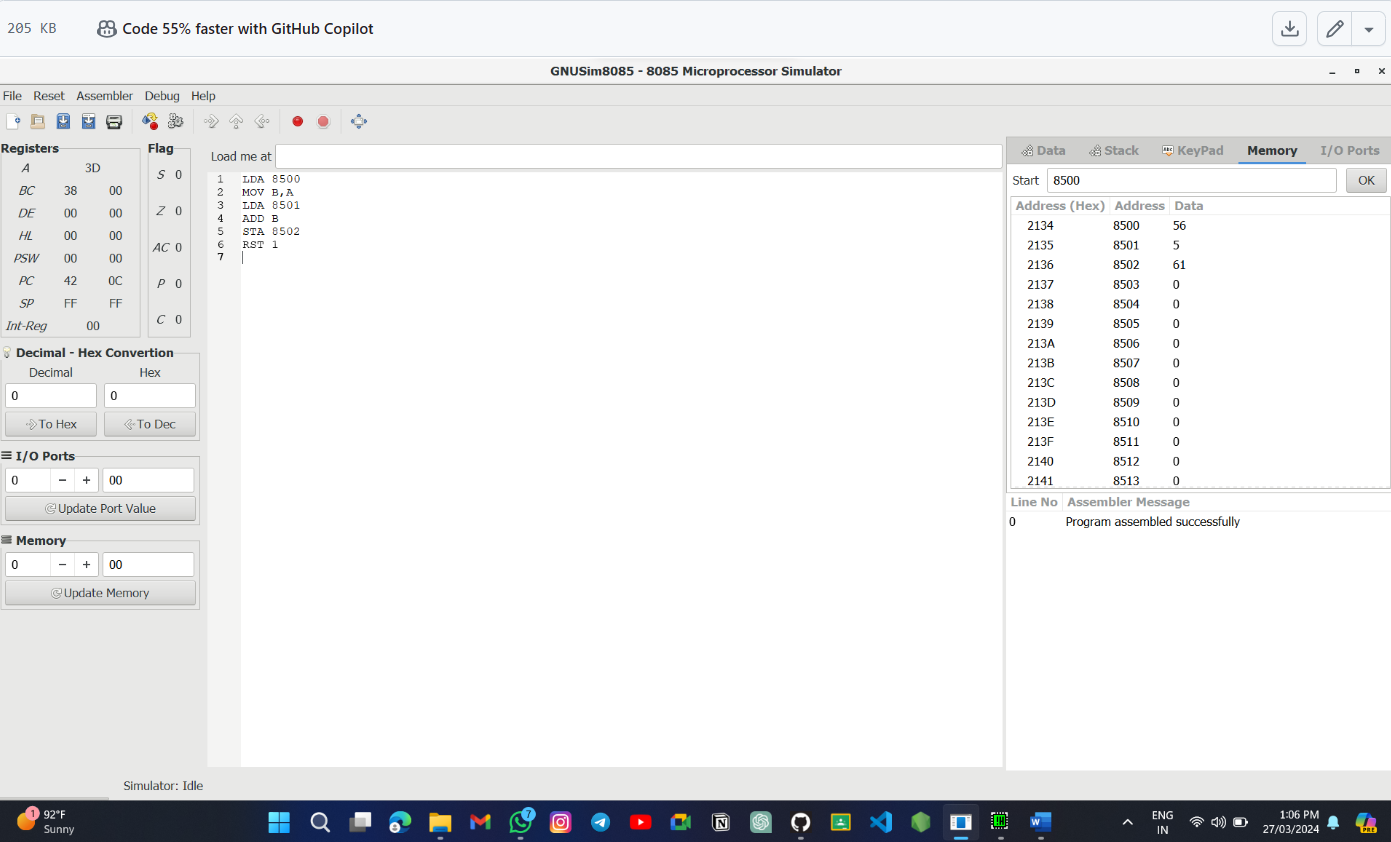 205 KB
Code 55% faster with GitHub Copilot
GNUSim8085 - 8085 Microprocessor Simulator
File Reset Assembler Debug Help
Registers
A 3D
BC 38 00
DE 00 00
HL 00 00
PSW 00 00
PC 42 0C
SP FF FF
Int-Reg 00
Flag
S 0
Z 0
AC 0
P 0
C 0
Decimal - Hex Convertion
Decimal Hex
0 0
To Hex To Dec
I/O Ports
0 - + 00
Update Port Value
Memory
0 - + 00
Update Memory
Load me at
1 LDA 8500
2 MOV B,A
3 LDA 8501
4 ADD B
5 STA 8502
6 RST 1
7
Data Stack KeyPad Memory I/O Ports
Start 8500 OK
Address (Hex) Address Data
2134 8500 56
2135 8501 5
2136 8502 61
2137 8503 0
2138 8504 0
2139 8505 0
213A 8506 0
213B 8507 0
213C 8508 0
213D 8509 0
213E 8510 0
213F 8511 0
2140 8512 0
2141 8513 0
Line No Assembler Message
0 Program assembled successfully
Simulator: Idle
1
92°F
Sunny
7
ENG
IN
1:06 PM
27/03/2024
PRE